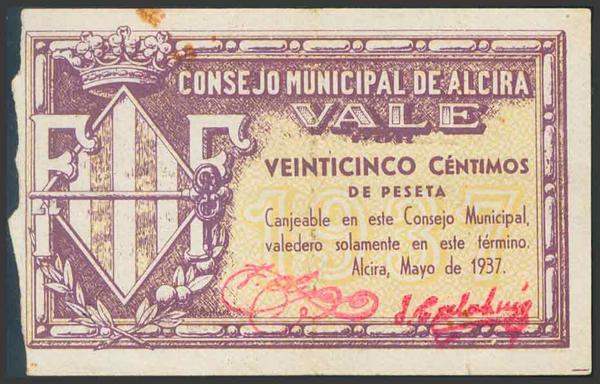 CONSEJO MUNICIPAL DE ALCIRA
VALE
VEINTICINCO CÉNTIMOS
DE PESETA
Canjeable en este Consejo Municipal,
valedero solamente en este término.
Alcira, Mayo de 1937.
1937
F F